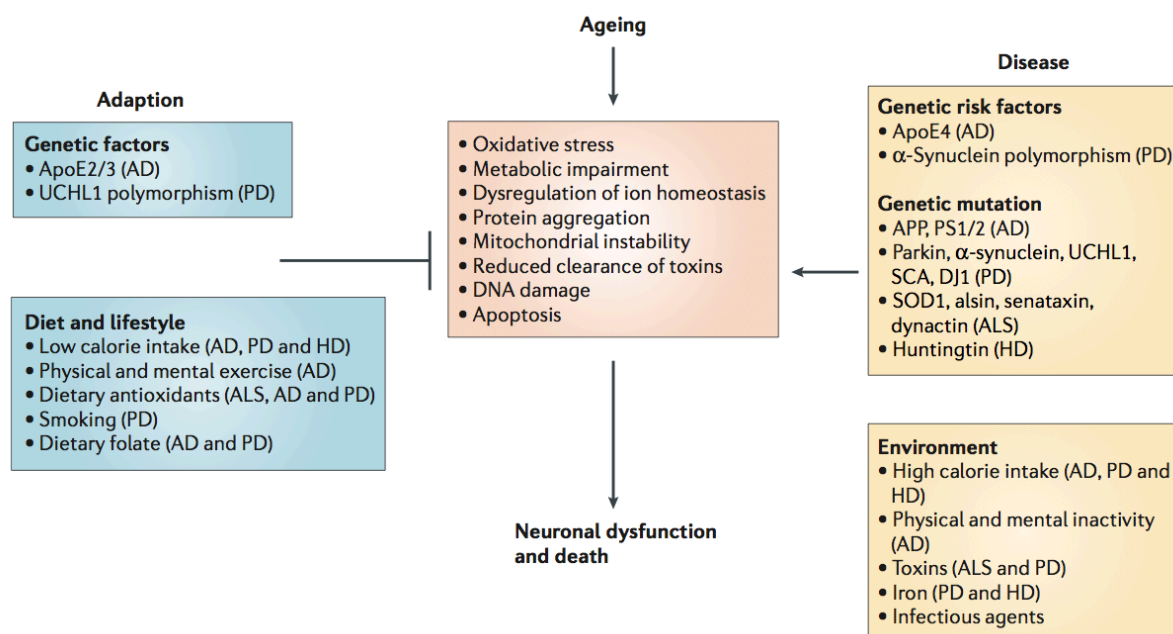 Ageing
Adaption
Genetic factors
• ApoE2/3 (AD)
• UCHL1 polymorphism (PD)
Diet and lifestyle
• Low calorie intake (AD, PD and HD)
• Physical and mental exercise (AD)
• Dietary antioxidants (ALS, AD and PD)
• Smoking (PD)
• Dietary folate (AD and PD)
• Oxidative stress
• Metabolic impairment
• Dysregulation of ion homeostasis
• Protein aggregation
• Mitochondrial instability
• Reduced clearance of toxins
• DNA damage
• Apoptosis
Neuronal dysfunction
and death
Disease
Genetic risk factors
• ApoE4 (AD)
• α-Synuclein polymorphism (PD)
Genetic mutation
• APP, PS1/2 (AD)
• Parkin, α-synuclein, UCHL1,
SCA, DJ1 (PD)
• SOD1, alsin, senataxin,
dynactin (ALS)
• Huntingtin (HD)
Environment
• High calorie intake (AD, PD and
HD)
• Physical and mental inactivity
(AD)
• Toxins (ALS and PD)
• Iron (PD and HD)
• Infectious agents